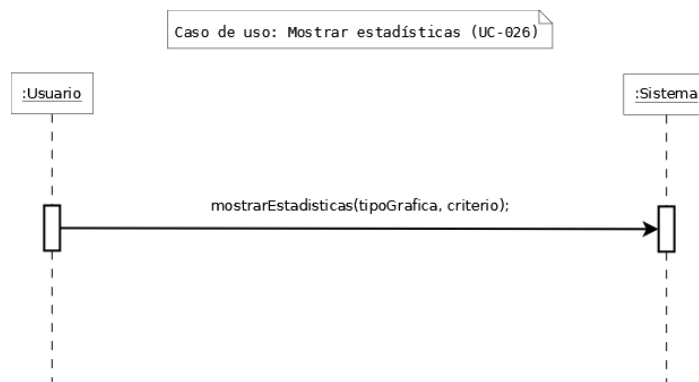 Caso de uso: Mostrar estadísticas (UC-026)
:Usuario
:Sistema
mostrarEstadisticas(tipoGrafica, criterio);